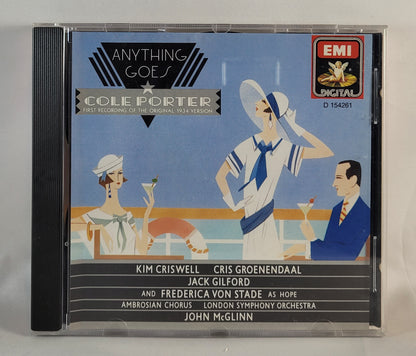 ANYTHING
GOES
COLE PORTER
FIRST RECORDING OF THE ORIGINAL 1934 VERSION
EMI
DIGITAL
D 154261
KIM CRISWELL CRIS GROENENDAAL
JACK GILFORD
AND FREDERICA VON STADE AS HOPE
AMBROSIAN CHORUS LONDON SYMPHONY ORCHESTRA
JOHN McGLINN